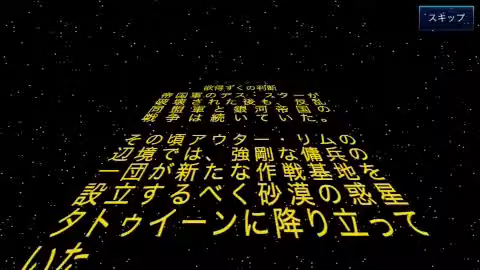 スキップ
欲得ずくの判断
帝国軍のデス・スターが
破壊された後も、反乱
同盟軍と銀河帝国の
戦争は続いていた。
その頃アウター・リムの
辺境では、強剛な傭兵の
一団が新たな作戦基地を
設立するべく砂漠の惑星
タトゥイーンに降り立って
いた